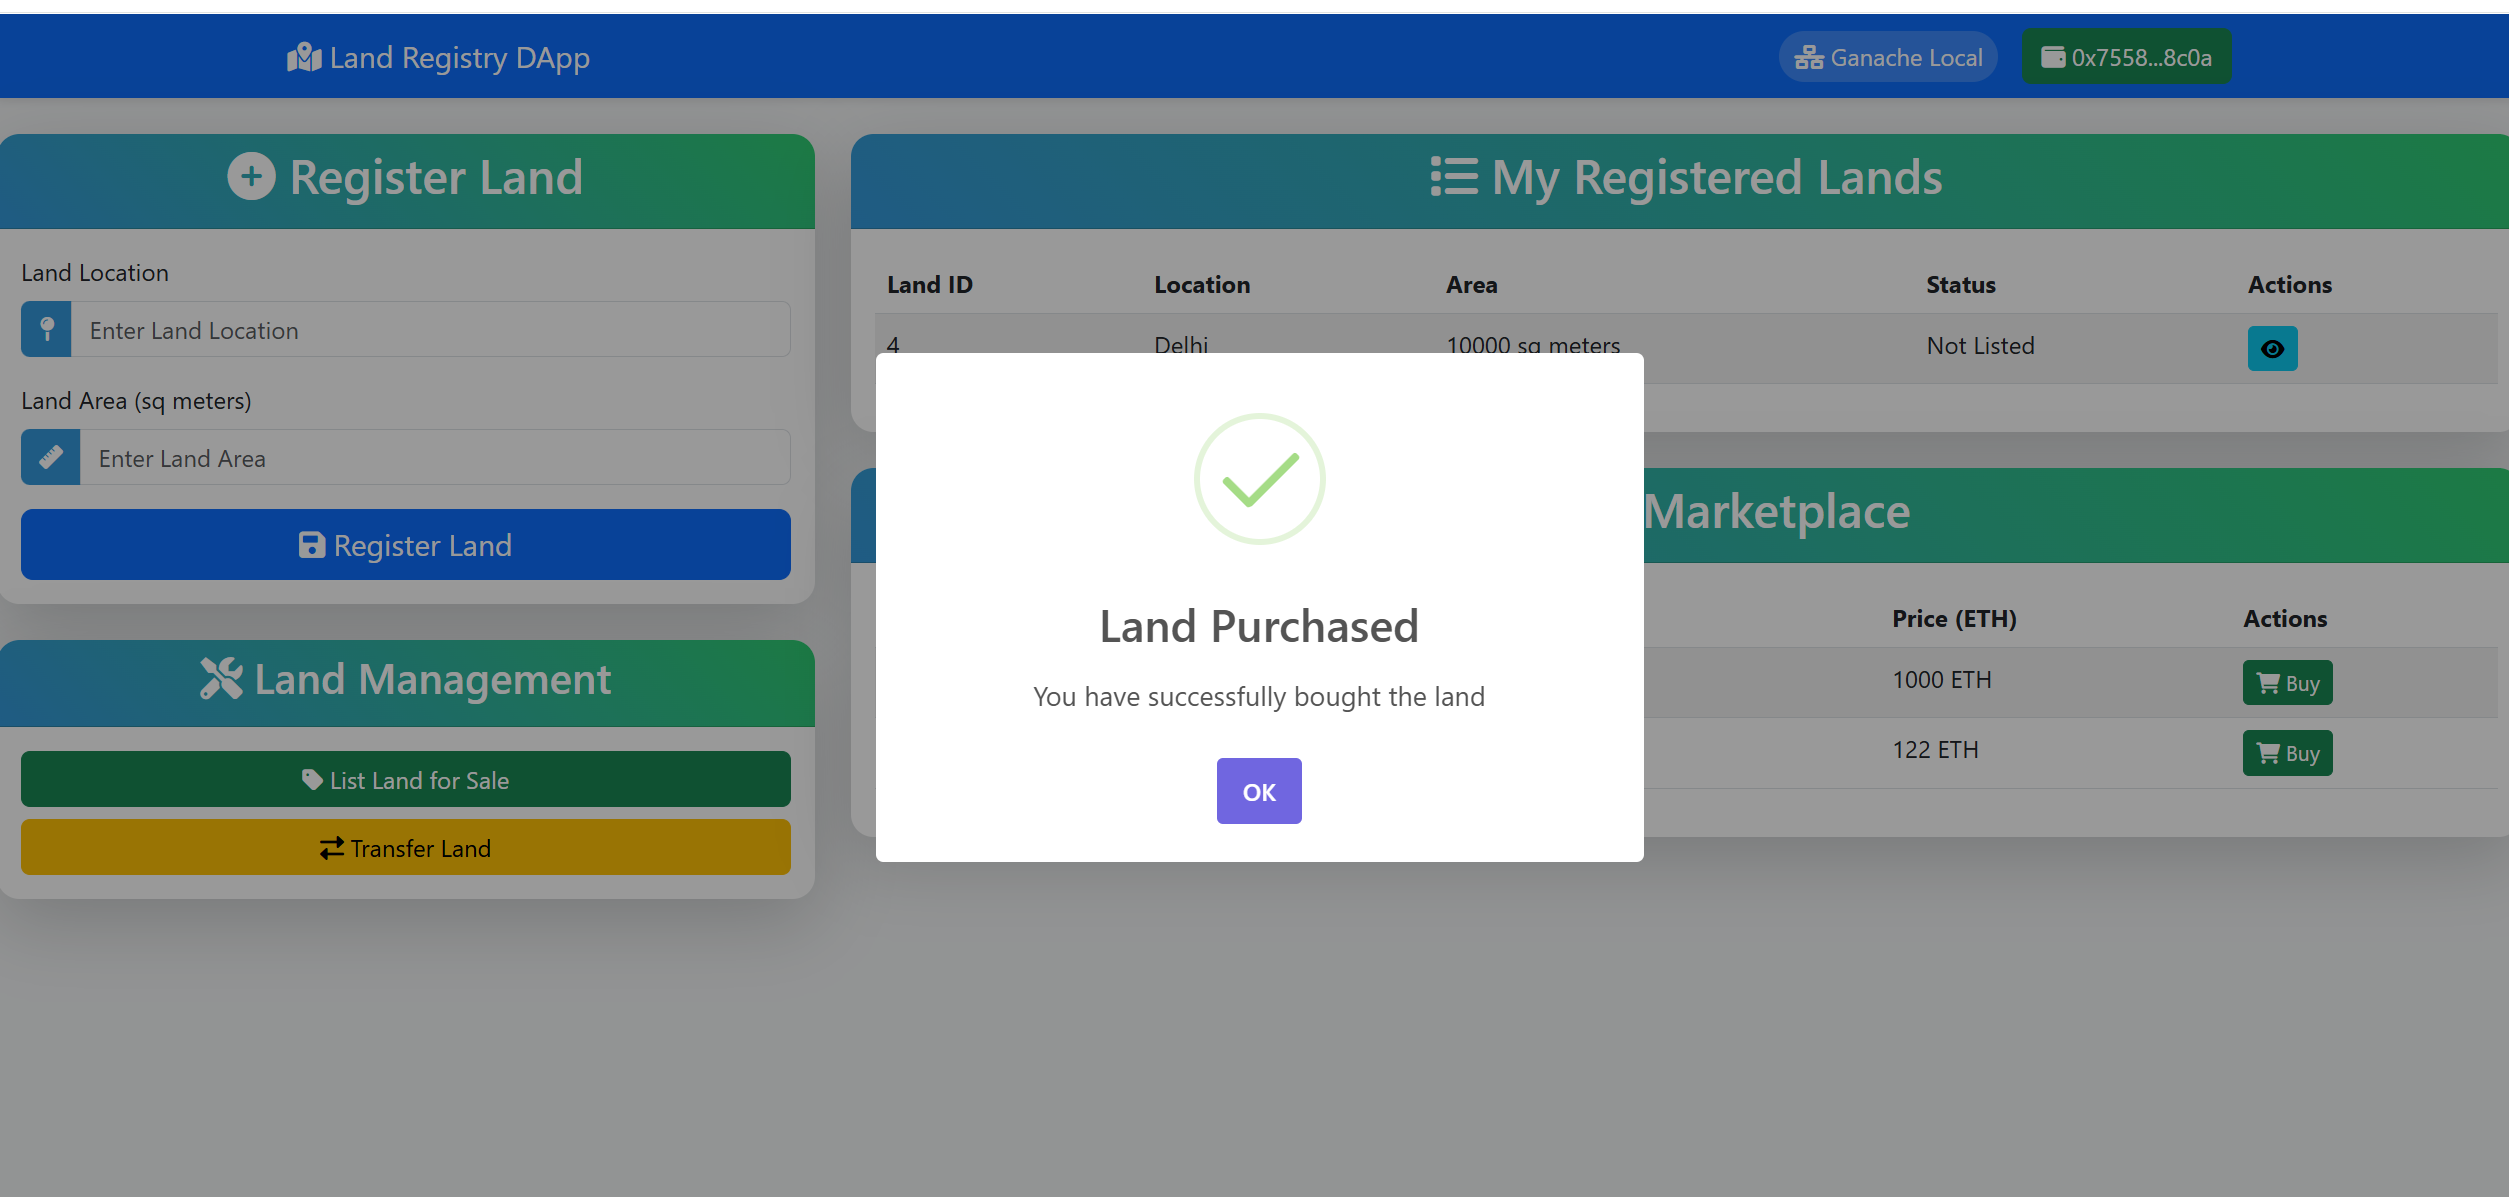 Land Registry DApp
Ganache Local
0x7558...8c0a
Register Land
Land Location
Enter Land Location
Land Area (sq meters)
Enter Land Area
Register Land
Land Management
List Land for Sale
Transfer Land
My Registered Lands
Land ID Location Area Status Actions
4 Delhi 10000 sq meters Not Listed
Marketplace
Price (ETH) Actions
1000 ETH Buy
122 ETH Buy
Land Purchased
You have successfully bought the land
OK